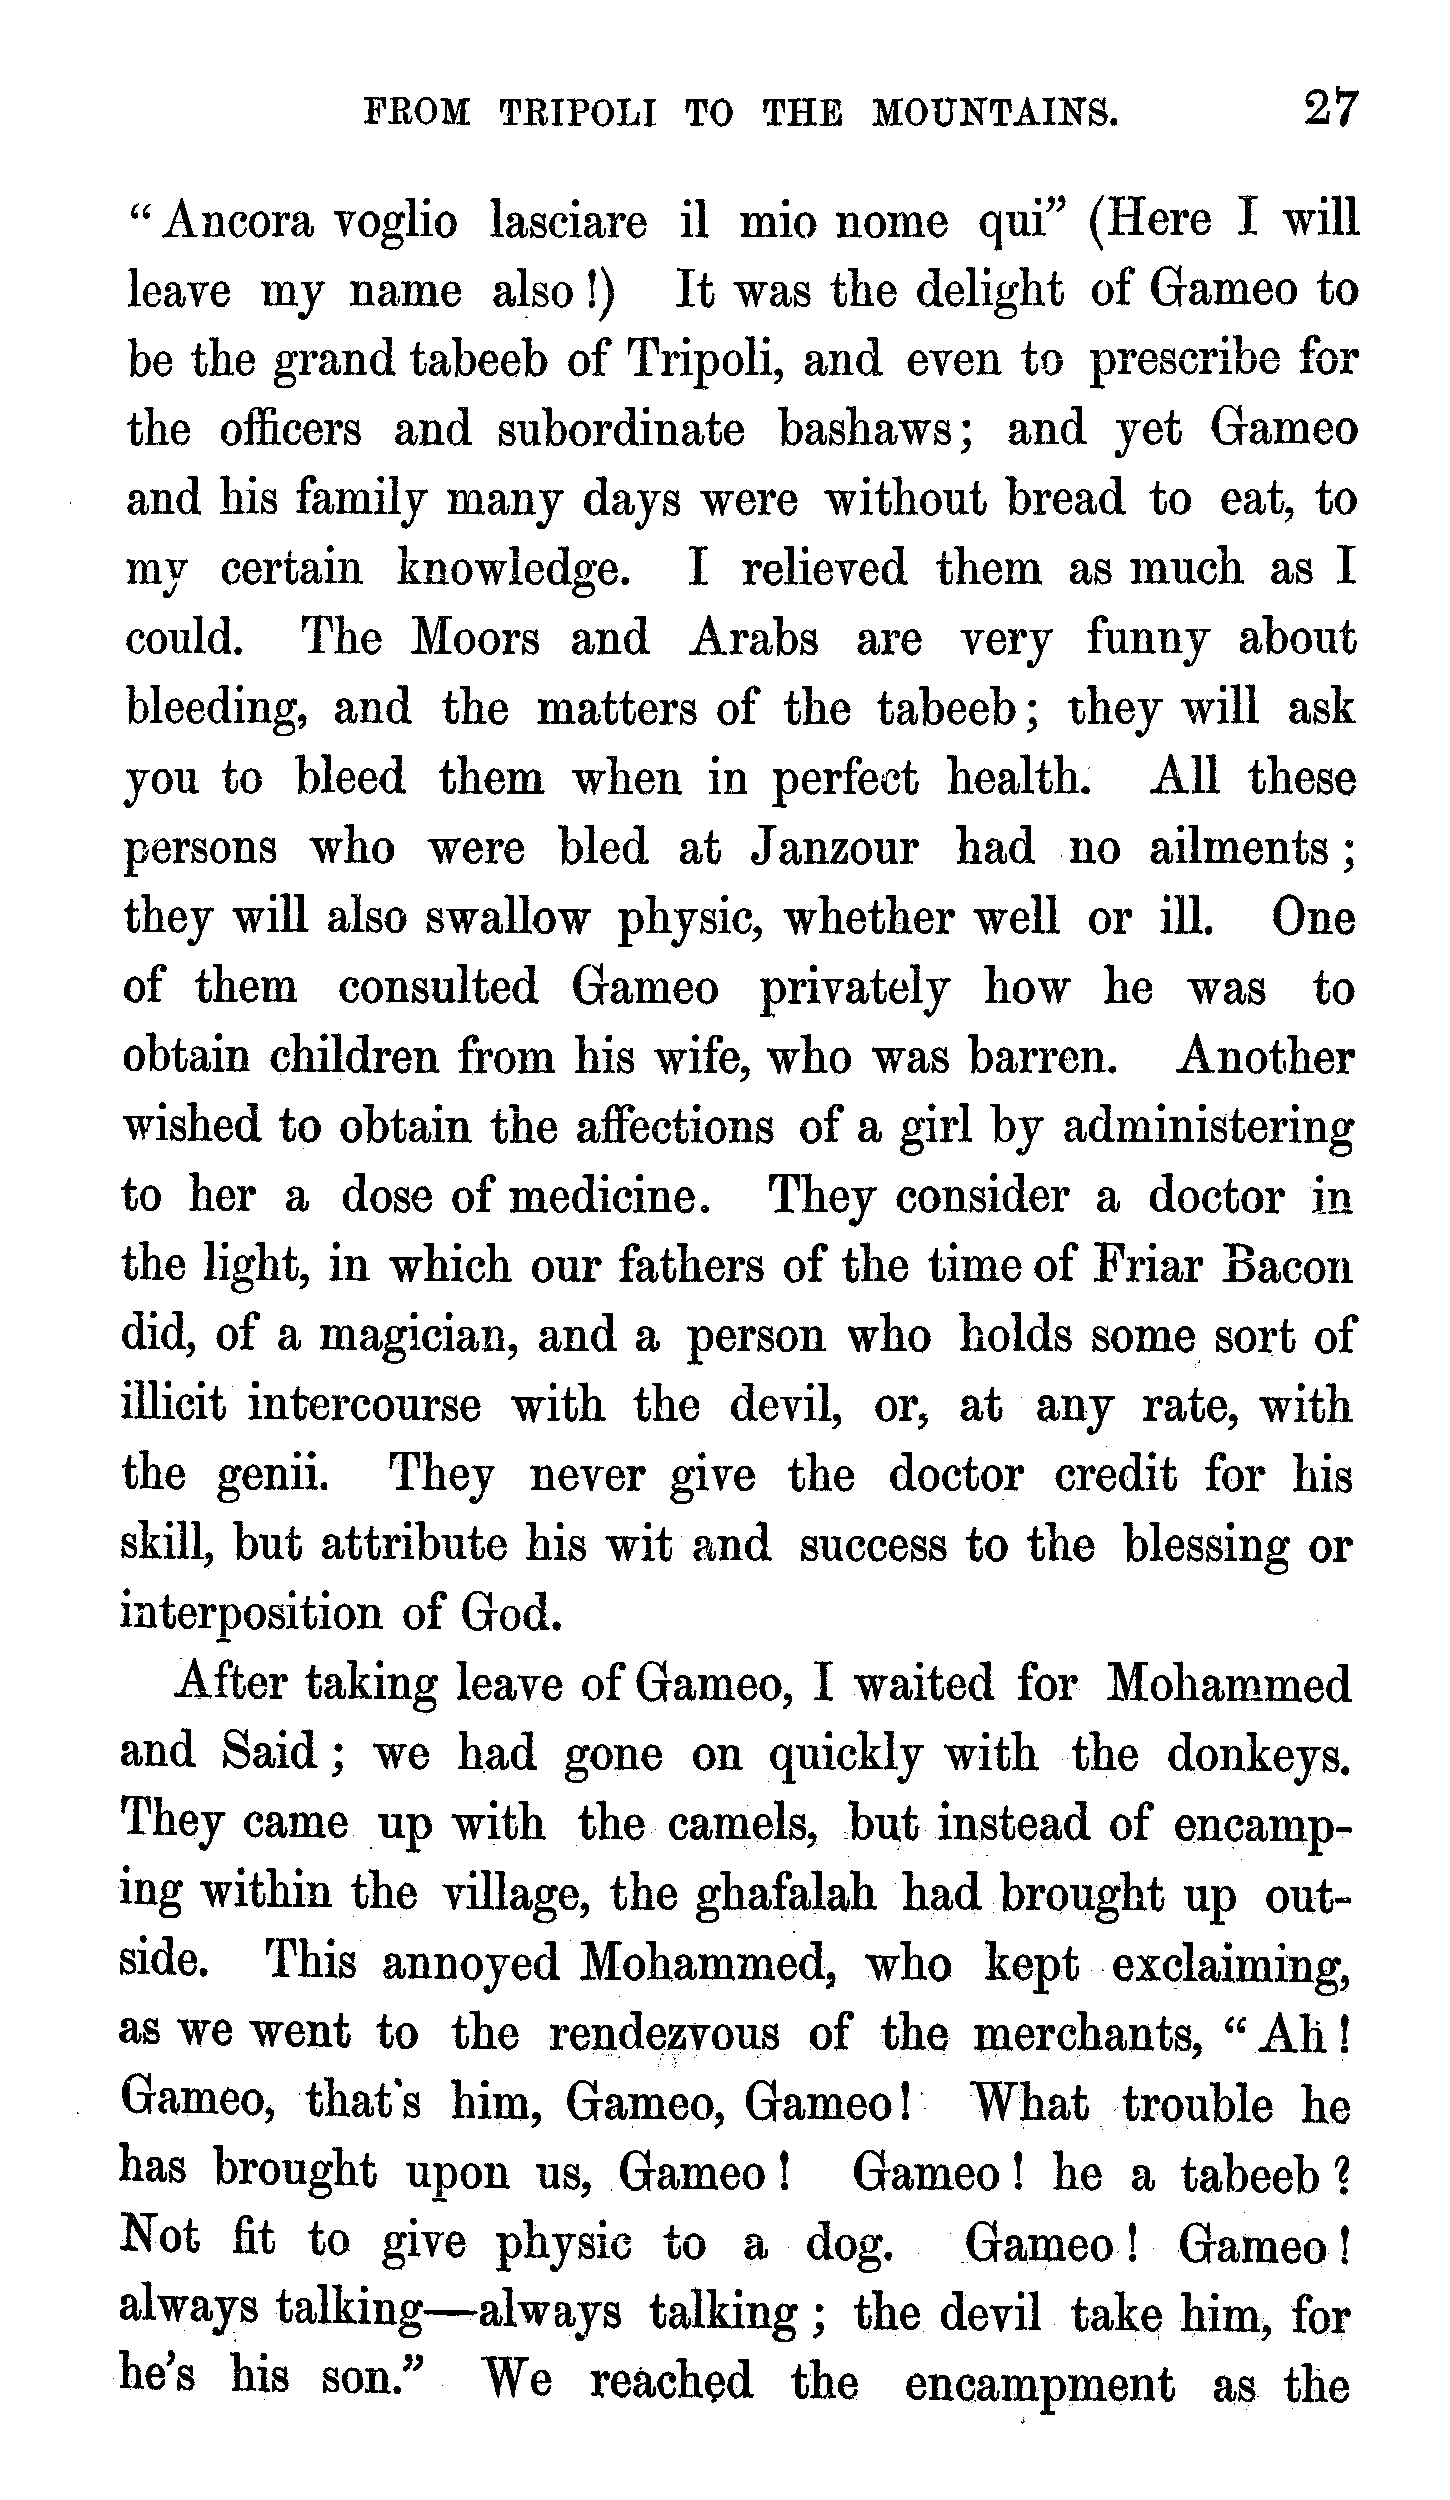 FROM TRIPOLI TO THE MOUNTAINS. 27
“Ancora voglio lasciare il mio nome qui” (Here I will
leave my name also!) It was the delight of Gameo to
be the grand tabeeb of Tripoli, and even to prescribe for
the officers and subordinate bashaws; and yet Gameo
and his family many days were without bread to eat, to
my certain knowledge. I relieved them as much as I
could. The Moors and Arabs are very funny about
bleeding, and the matters of the tabeeb; they will ask
you to bleed them when in perfect health. All these
persons who were bled at Janzour had no ailments;
they will also swallow physic, whether well or ill. One
of them consulted Gameo privately how he was to
obtain children from his wife, who was barren. Another
wished to obtain the affections of a girl by administering
to her a dose of medicine. They consider a doctor in
the light, in which our fathers of the time of Friar Bacon
did, of a magician, and a person who holds some sort of
illicit intercourse with the devil, or, at any rate, with
the genii. They never give the doctor credit for his
skill, but attribute his wit and success to the blessing or
interposition of God.
After taking leave of Gameo, I waited for Mohammed
and Said; we had gone on quickly with the donkeys.
They came up with the camels, but instead of encamp-
ing within the village, the ghafalah had brought up out-
side. This annoyed Mohammed, who kept exclaiming,
as we went to the rendezvous of the merchants, “Ah!
Gameo, that's him, Gameo, Gameo! What trouble he
has brought upon us, Gameo! Gameo! he a tabeeb?
Not fit to give physic to a dog. Gameo! Gameo!
always talking—always talking; the devil take him, for
he’s his son.” We reached the encampment as the